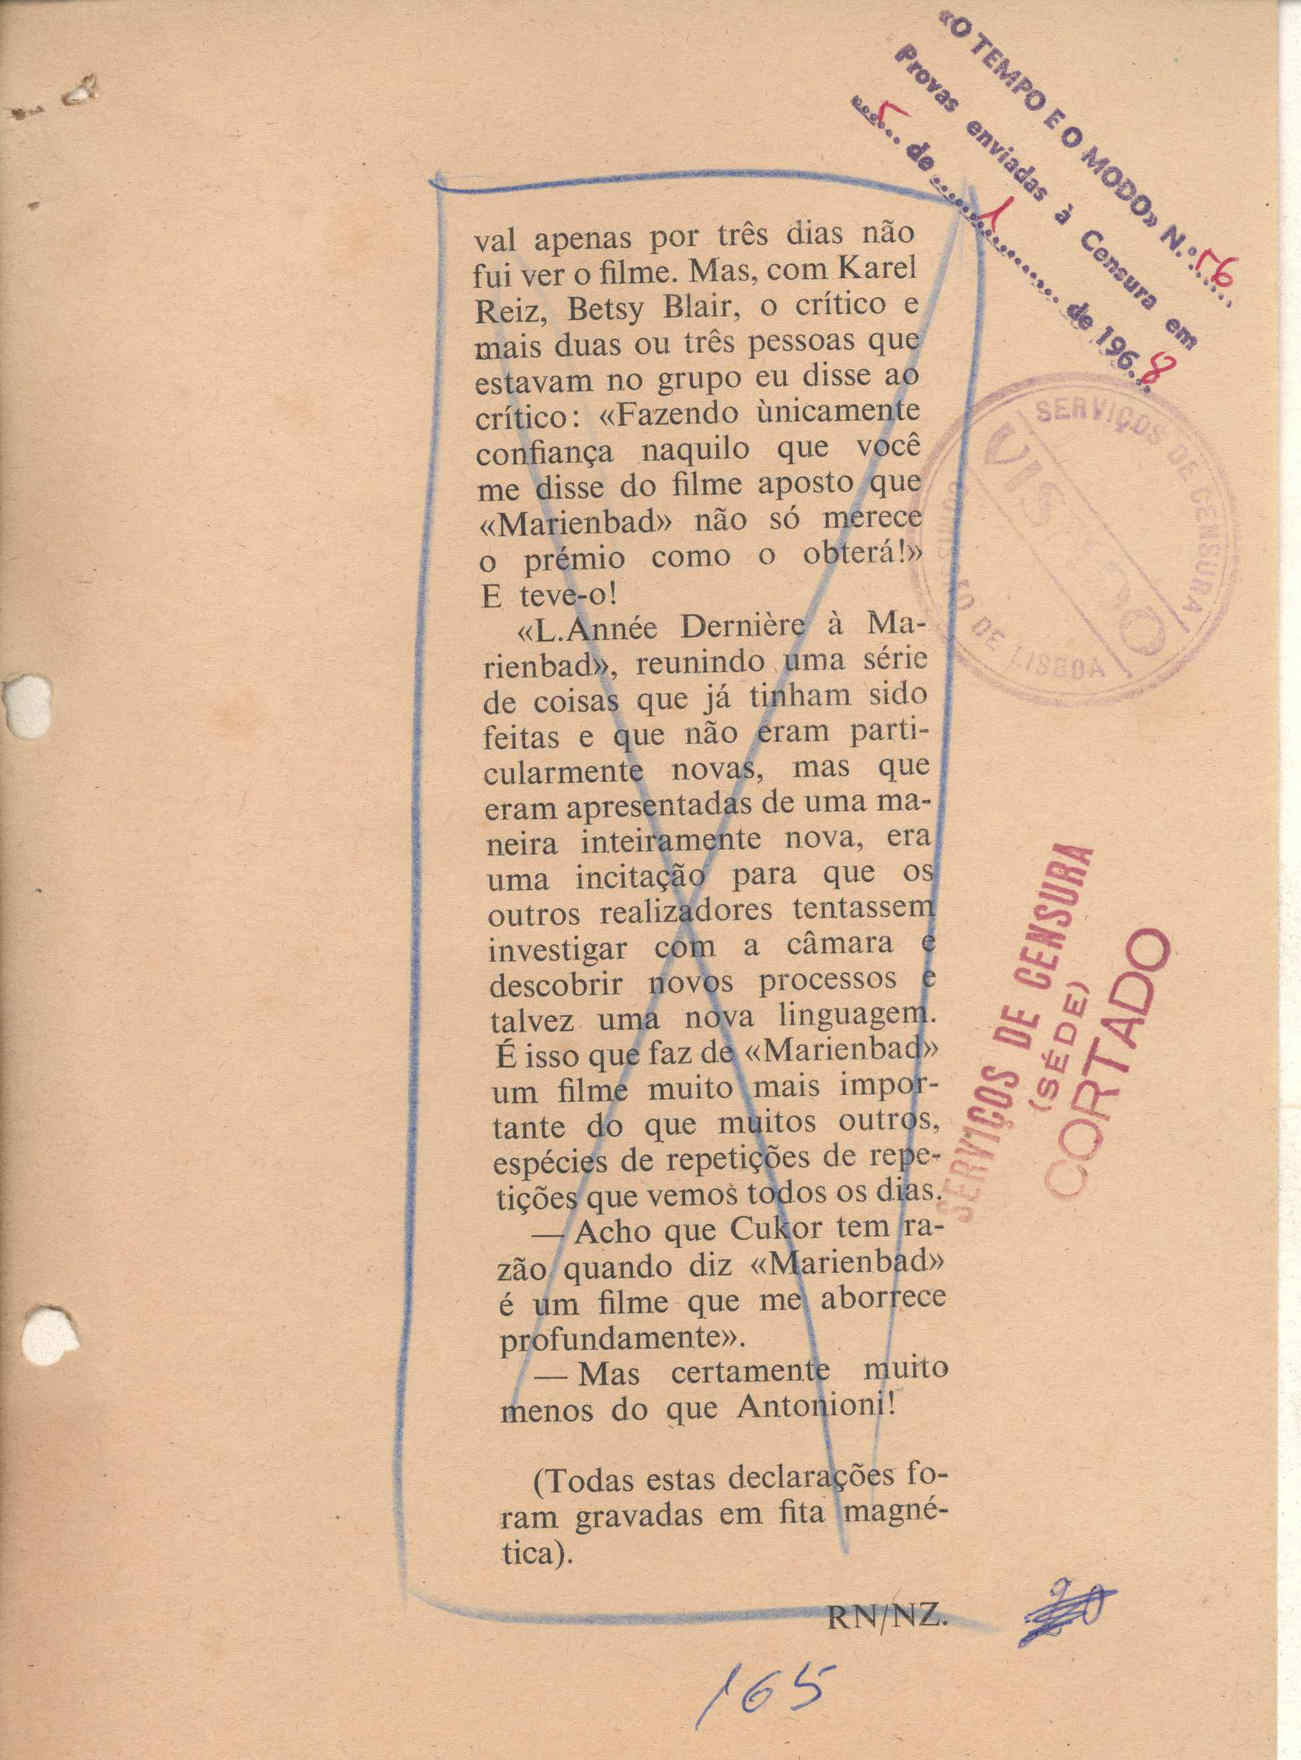 «O TEMPO E O MODO» N.º 56
Provas enviadas à Censura em
5 de 1 de 1968
val apenas por três dias não
fui ver o filme. Mas, com Karel
Reiz, Betsy Blair, o crítico e
mais duas ou três pessoas que
estavam no grupo eu disse ao
crítico: «Fazendo ùnicamente
confiança naquilo que você
me disse do filme aposto que
«Marienbad» não só merece
o prémio como o obterá!»
E teve-o!
«L.Année Dernière à Ma-
rienbad», reunindo uma série
de coisas que já tinham sido
feitas e que não eram parti-
cularmente novas, mas que
eram apresentadas de uma ma-
neira inteiramente nova, era
uma incitação para que os
outros realizadores tentassem
investigar com a câmara e
descobrir novos processos e
talvez uma nova linguagem.
É isso que faz de «Marienbad»
um filme muito mais impor-
tante do que muitos outros,
espécies de repetições de repe-
tições que vemos todos os dias.
— Acho que Cukor tem ra-
zão quando diz «Marienbad»
é um filme que me aborrece
profundamente».
— Mas certamente muito
menos do que Antonioni!
(Todas estas declarações fo-
ram gravadas em fita magné-
tica).
RN/NZ.
SERVIÇOS DE CENSURA
VISADO
COMISSÃO DE LISBOA
SERVIÇOS DE CENSURA
(SÉDE)
CORTADO
165